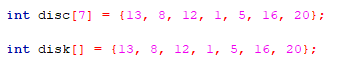 int disc[7] = {13, 8, 12, 1, 5, 16, 20};
int disk[] = {13, 8, 12, 1, 5, 16, 20};